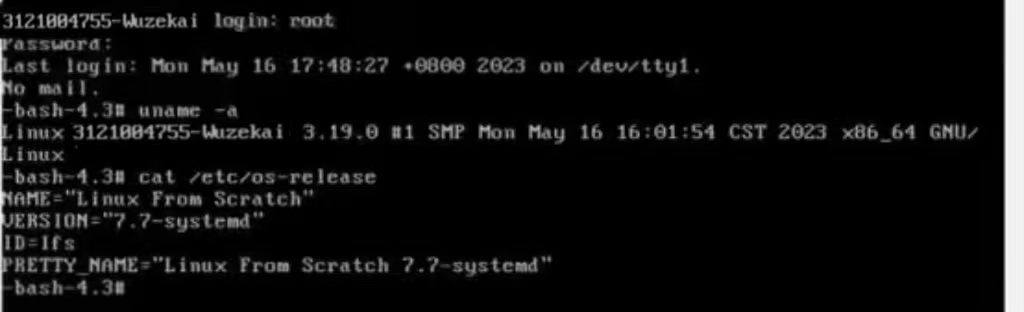 3121004755-Wuzekai login: root
Password:
Last login: Mon May 16 17:48:27 +0800 2023 on /dev/tty1.
No mail.
-bash-4.3# uname -a
Linux 3121004755-Wuzekai 3.19.0 #1 SMP Mon May 16 16:01:54 CST 2023 x86_64 GNU/
Linux
-bash-4.3# cat /etc/os-release
NAME="Linux From Scratch"
VERSION="7.7-systemd"
ID=lfs
PRETTY_NAME="Linux From Scratch 7.7-systemd"
-bash-4.3#